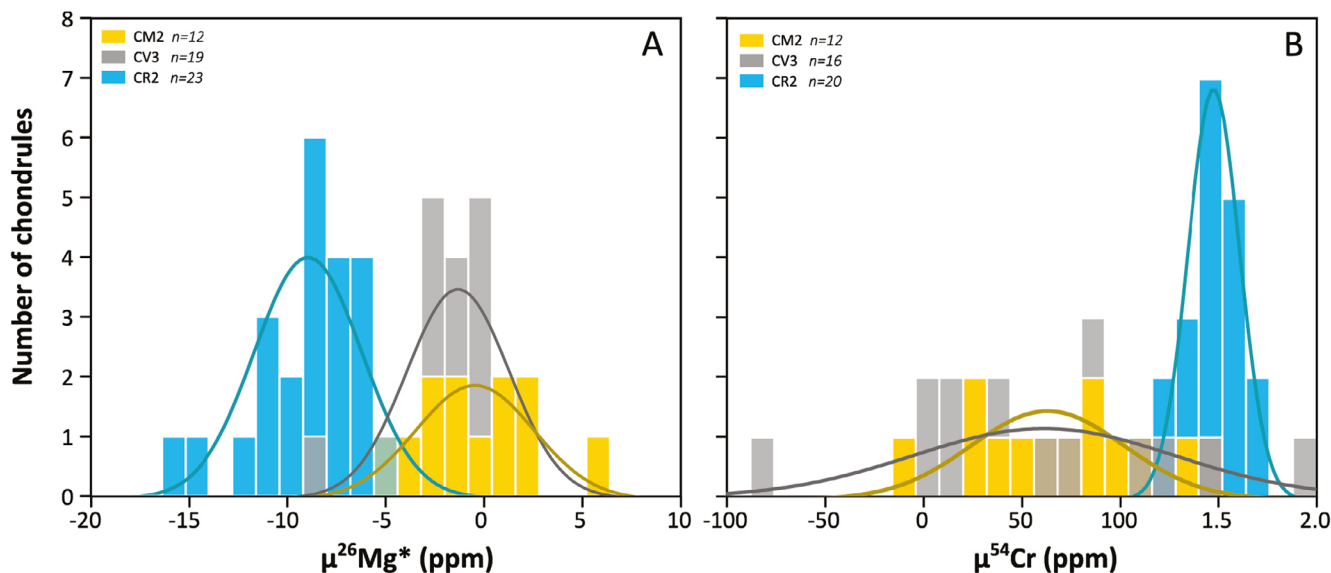 A
CM2 n=12
CV3 n=19
CR2 n=23
Number of chondrules
8
7
6
5
4
3
2
1
0
-20 -15 -10 -5 0 5 10
μ²⁶Mg* (ppm)
B
CM2 n=12
CV3 n=16
CR2 n=20
-100 -50 0 50 100 1.5 2.0
μ⁵⁴Cr (ppm)